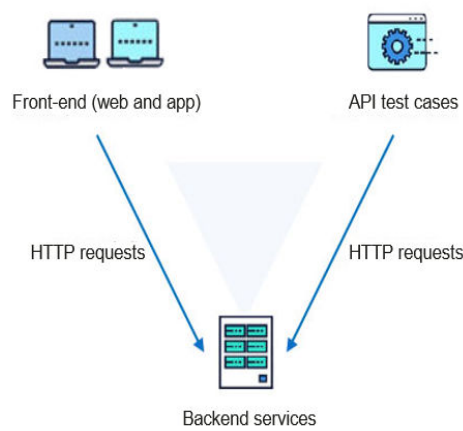 Front-end (web and app)
API test cases
HTTP requests
HTTP requests
Backend services